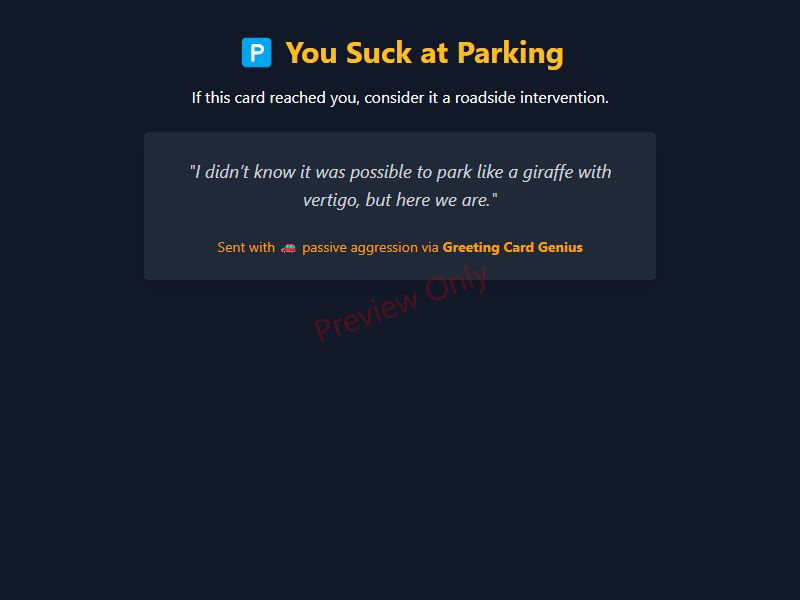 🅿️ You Suck at Parking
If this card reached you, consider it a roadside intervention.
"I didn’t know it was possible to park like a giraffe with
vertigo, but here we are."
Sent with 🚗 passive aggression via Greeting Card Genius
Preview Only